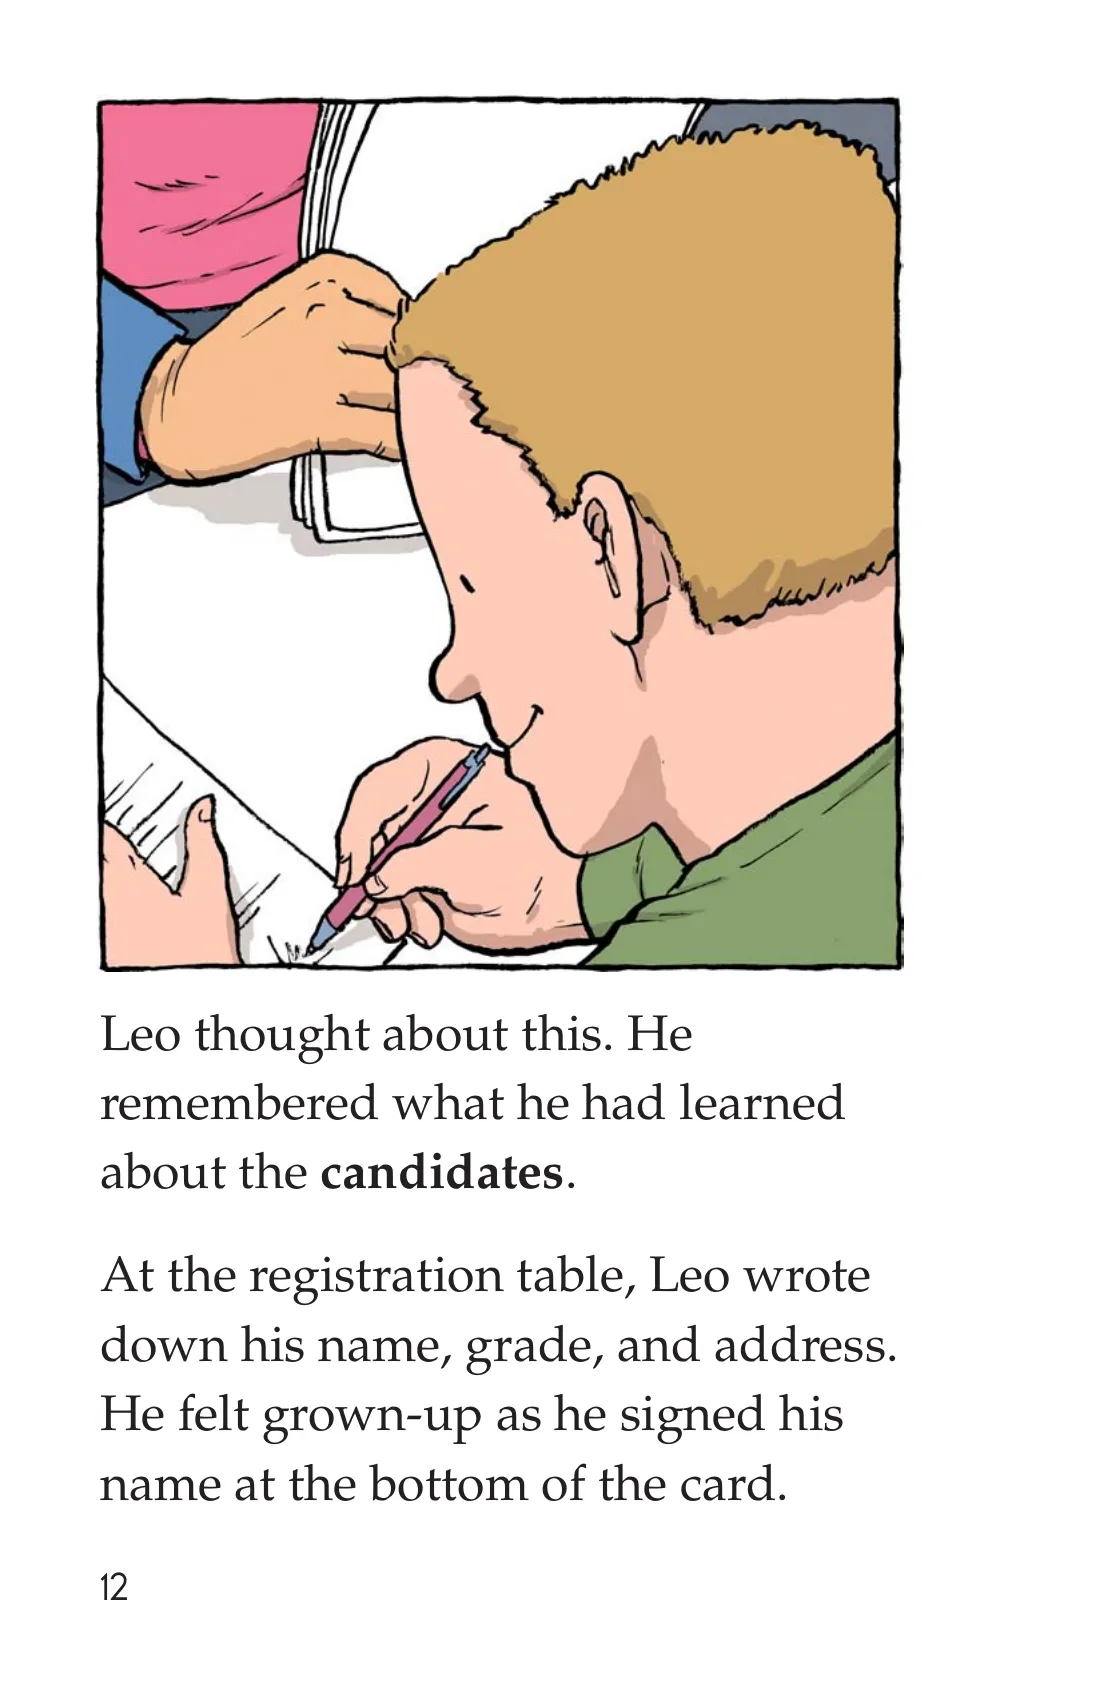 Leo thought about this. He
remembered what he had learned
about the candidates.
At the registration table, Leo wrote
down his name, grade, and address.
He felt grown-up as he signed his
name at the bottom of the card.
12